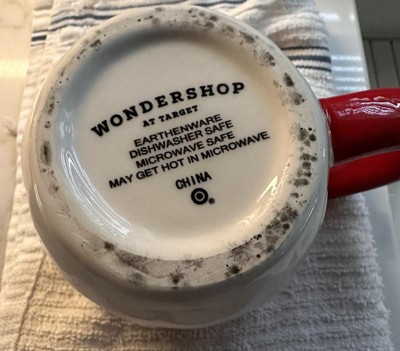 WONDERSHOP
AT TARGET
EARTHENWARE
DISHWASHER SAFE
MICROWAVE SAFE
MAY GET HOT IN MICROWAVE
CHINA
®